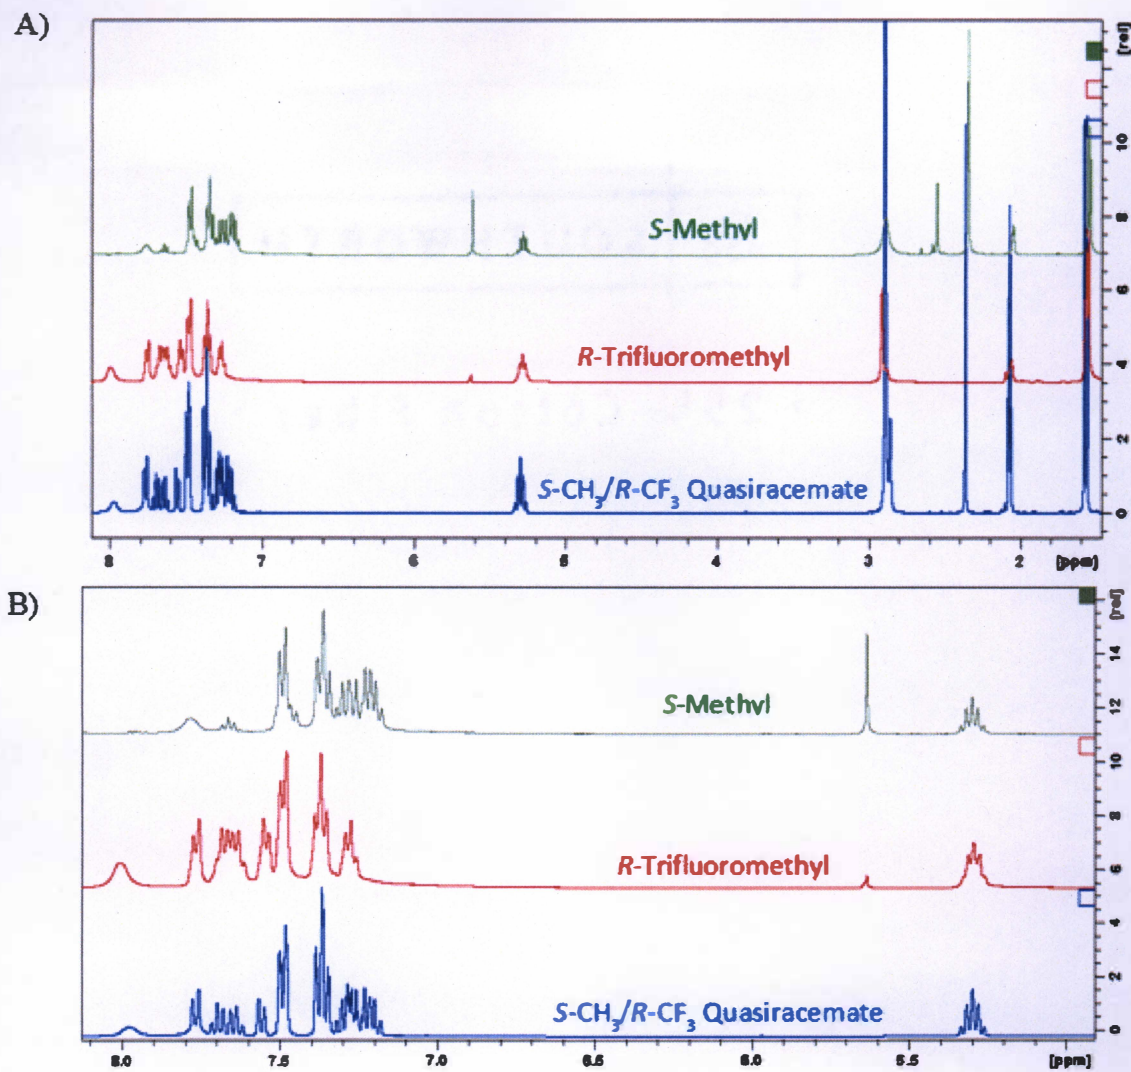 A)
[rel]
10
8
6
4
2
0
S-Methyl
R-Trifluoromethyl
S-CH₃/R-CF₃ Quasiracemate
8 7 6 5 4 3 2 [ppm]
B)
[rel]
14
12
10
8
6
4
2
0
S-Methyl
R-Trifluoromethyl
S-CH₃/R-CF₃ Quasiracemate
8.0 7.5 7.0 6.5 6.0 5.5 [ppm]